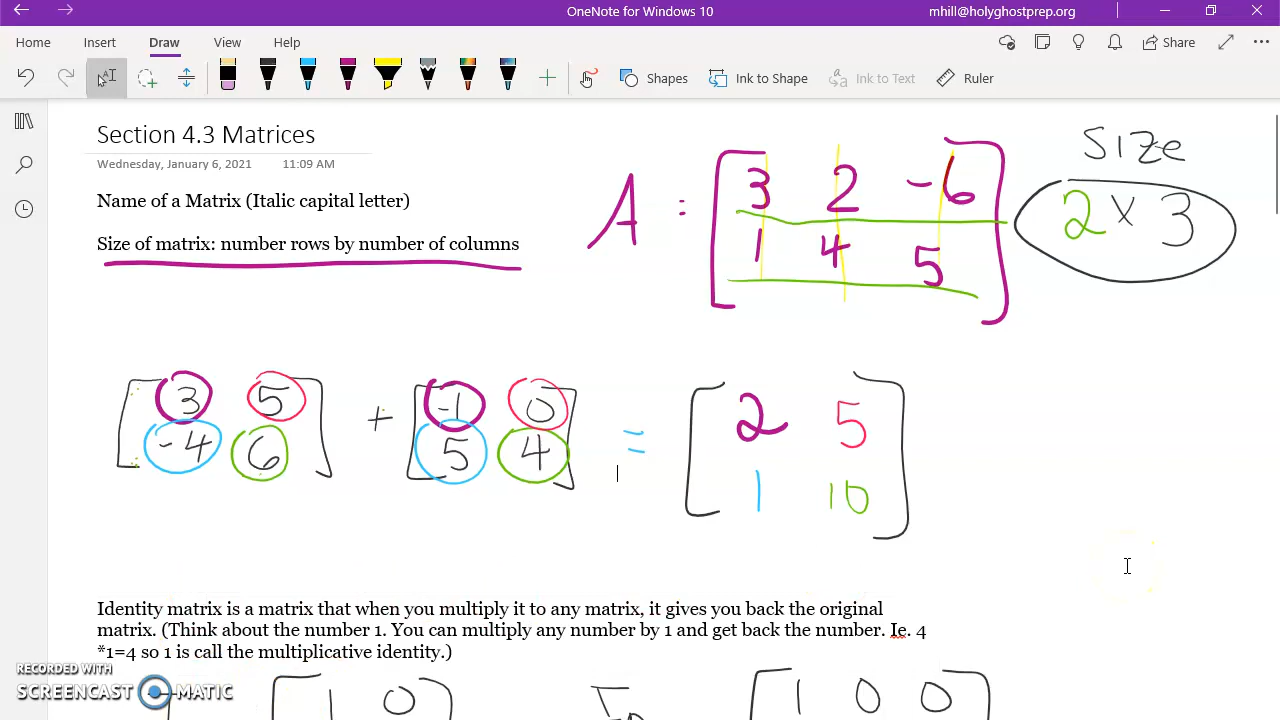 OneNote for Windows 10
mhill@holyghostprep.org
Home Insert Draw View Help
Share
Shapes Ink to Shape Ink to Text Ruler
Section 4.3 Matrices
Wednesday, January 6, 2021 11:09 AM
Name of a Matrix (Italic capital letter)
Size of matrix: number rows by number of columns
Size
A = 3 2 -6
1 4 5
2 x 3
3 5 + -1 0 = 2 5
-4 6 5 4 1 10
Identity matrix is a matrix that when you multiply it to any matrix, it gives you back the original
matrix. (Think about the number 1. You can multiply any number by 1 and get back the number. Ie. 4
*1=4 so 1 is call the multiplicative identity.)
1 0 1 0 0
RECORDED WITH
SCREENCAST MATIC